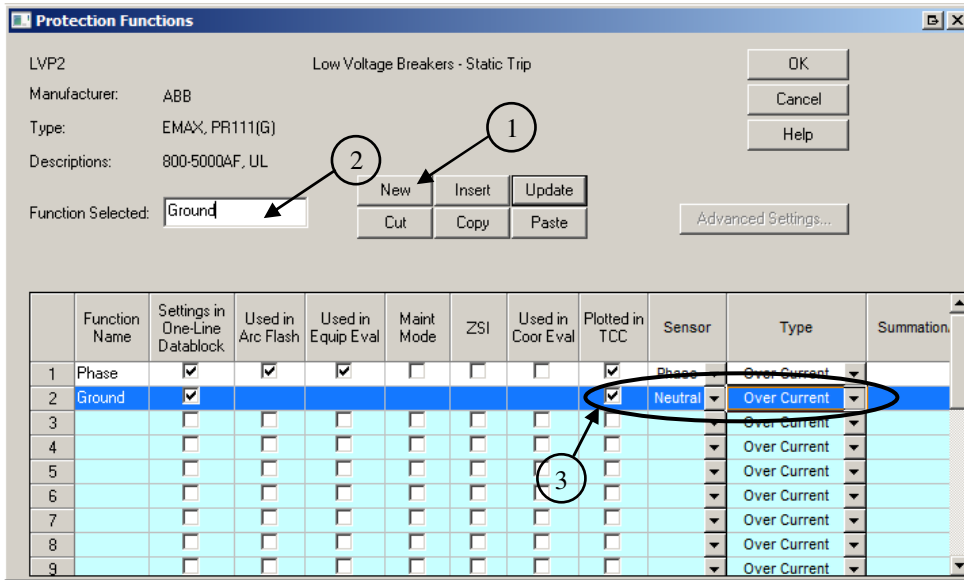 Protection Functions
LVP2
Low Voltage Breakers - Static Trip
OK
Manufacturer:
ABB
Cancel
Type:
EMAX, PR111(G)
1
Help
Descriptions:
800-5000AF, UL
2
New
Insert
Update
Function Selected:
Ground
Cut
Copy
Paste
Advanced Settings...
Function Name
Settings in One-Line Datablock
Used in Arc Flash
Used in Equip Eval
Maint Mode
ZSI
Used in Coor Eval
Plotted in TCC
Sensor
Type
Summation
1 Phase Phase Over Current
2 Ground Neutral Over Current
3 Over Current
4 Over Current
5 Over Current
3
6 Over Current
7 Over Current
8 Over Current
9 Over Current